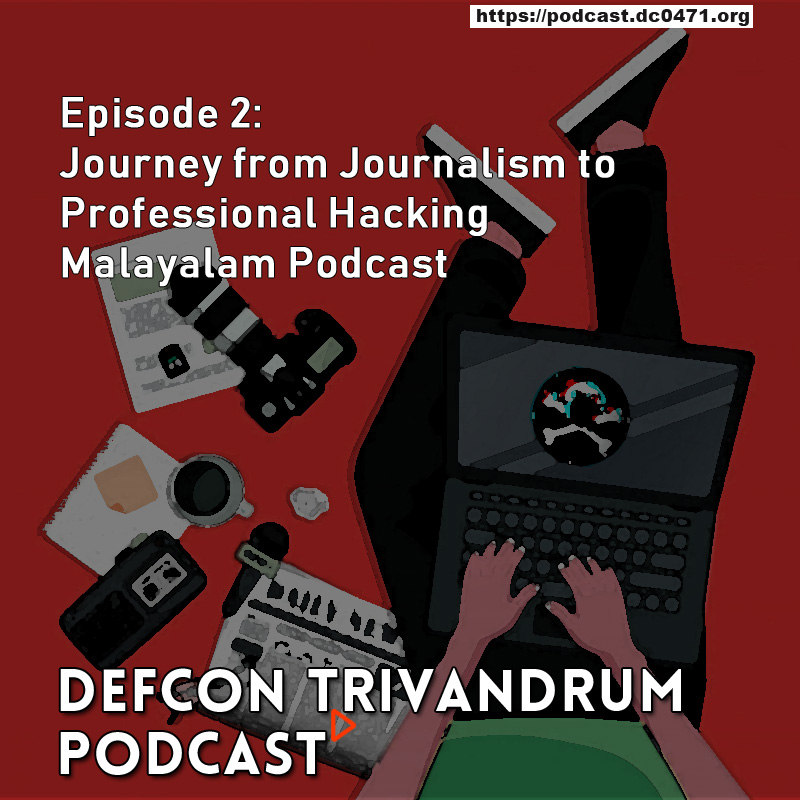 https://podcast.dc0471.org
Episode 2:
Journey from Journalism to
Professional Hacking
Malayalam Podcast
DEFCON TRIVANDRUM
PODCAST